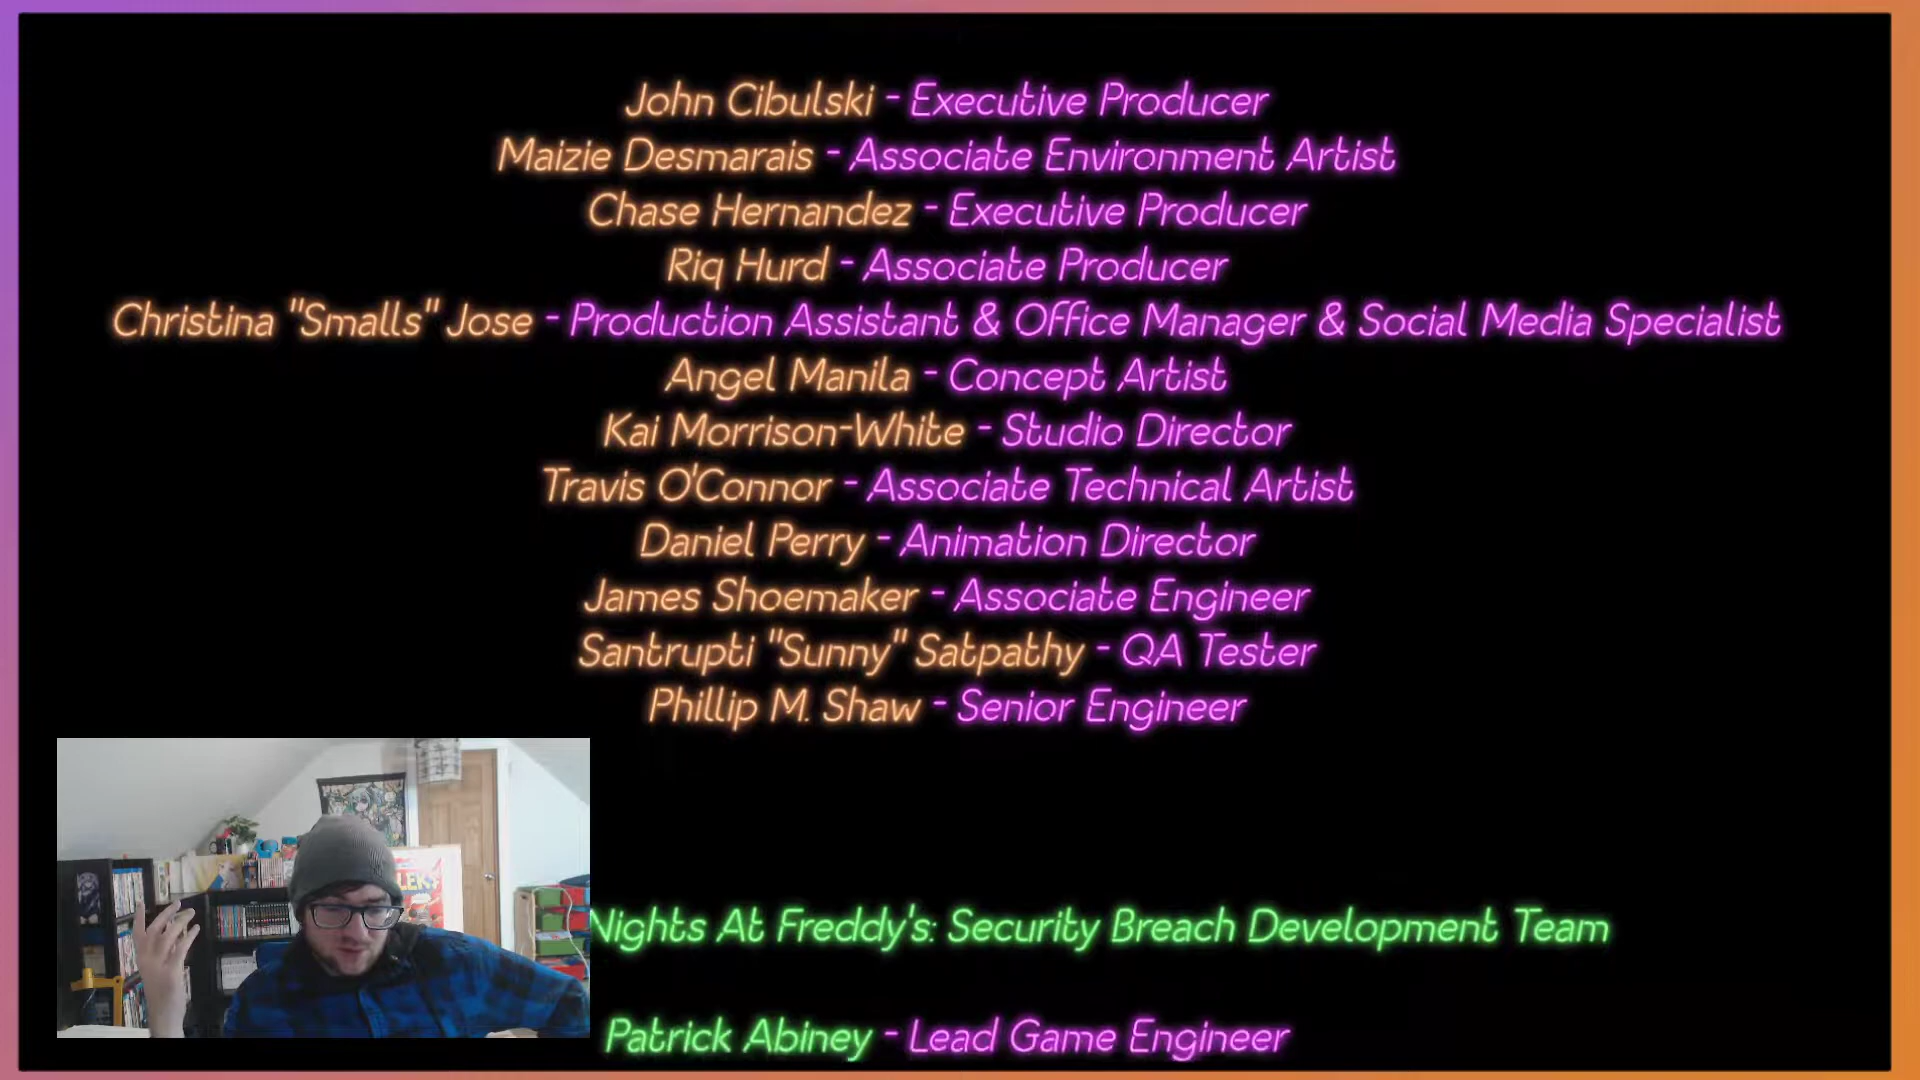 John Cibulski - Executive Producer
Maizie Desmarais - Associate Environment Artist
Chase Hernandez - Executive Producer
Riq Hurd - Associate Producer
Christina "Smalls" Jose - Production Assistant & Office Manager & Social Media Specialist
Angel Manila - Concept Artist
Kai Morrison-White - Studio Director
Travis O'Connor - Associate Technical Artist
Daniel Perry - Animation Director
James Shoemaker - Associate Engineer
Santrupti "Sunny" Satpathy - QA Tester
Phillip M. Shaw - Senior Engineer
Nights At Freddy's: Security Breach Development Team
Patrick Abiney - Lead Game Engineer